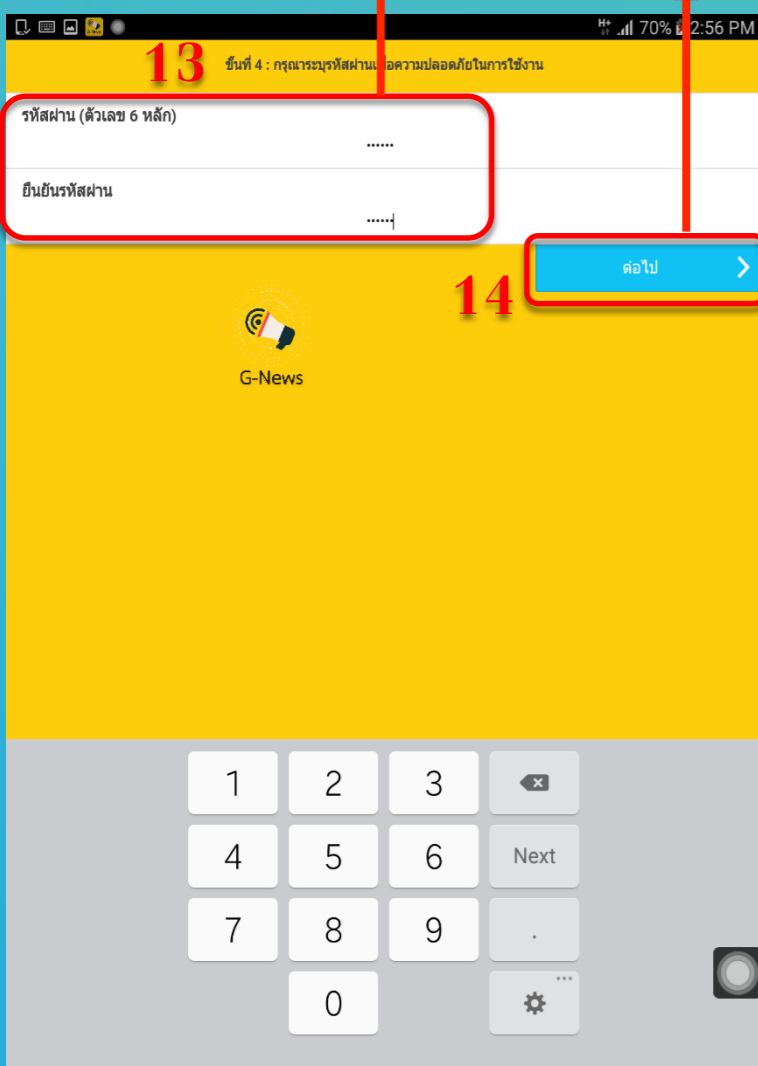 70% 2:56 PM
13
ขั้นที่ 4 : กรุณาระบุรหัสผ่านเพื่อความปลอดภัยในการใช้งาน
รหัสผ่าน (ตัวเลข 6 หลัก)
••••••
ยืนยันรหัสผ่าน
••••••
ต่อไป
14
G-News
1 2 3
4 5 6 Next
7 8 9 .
0